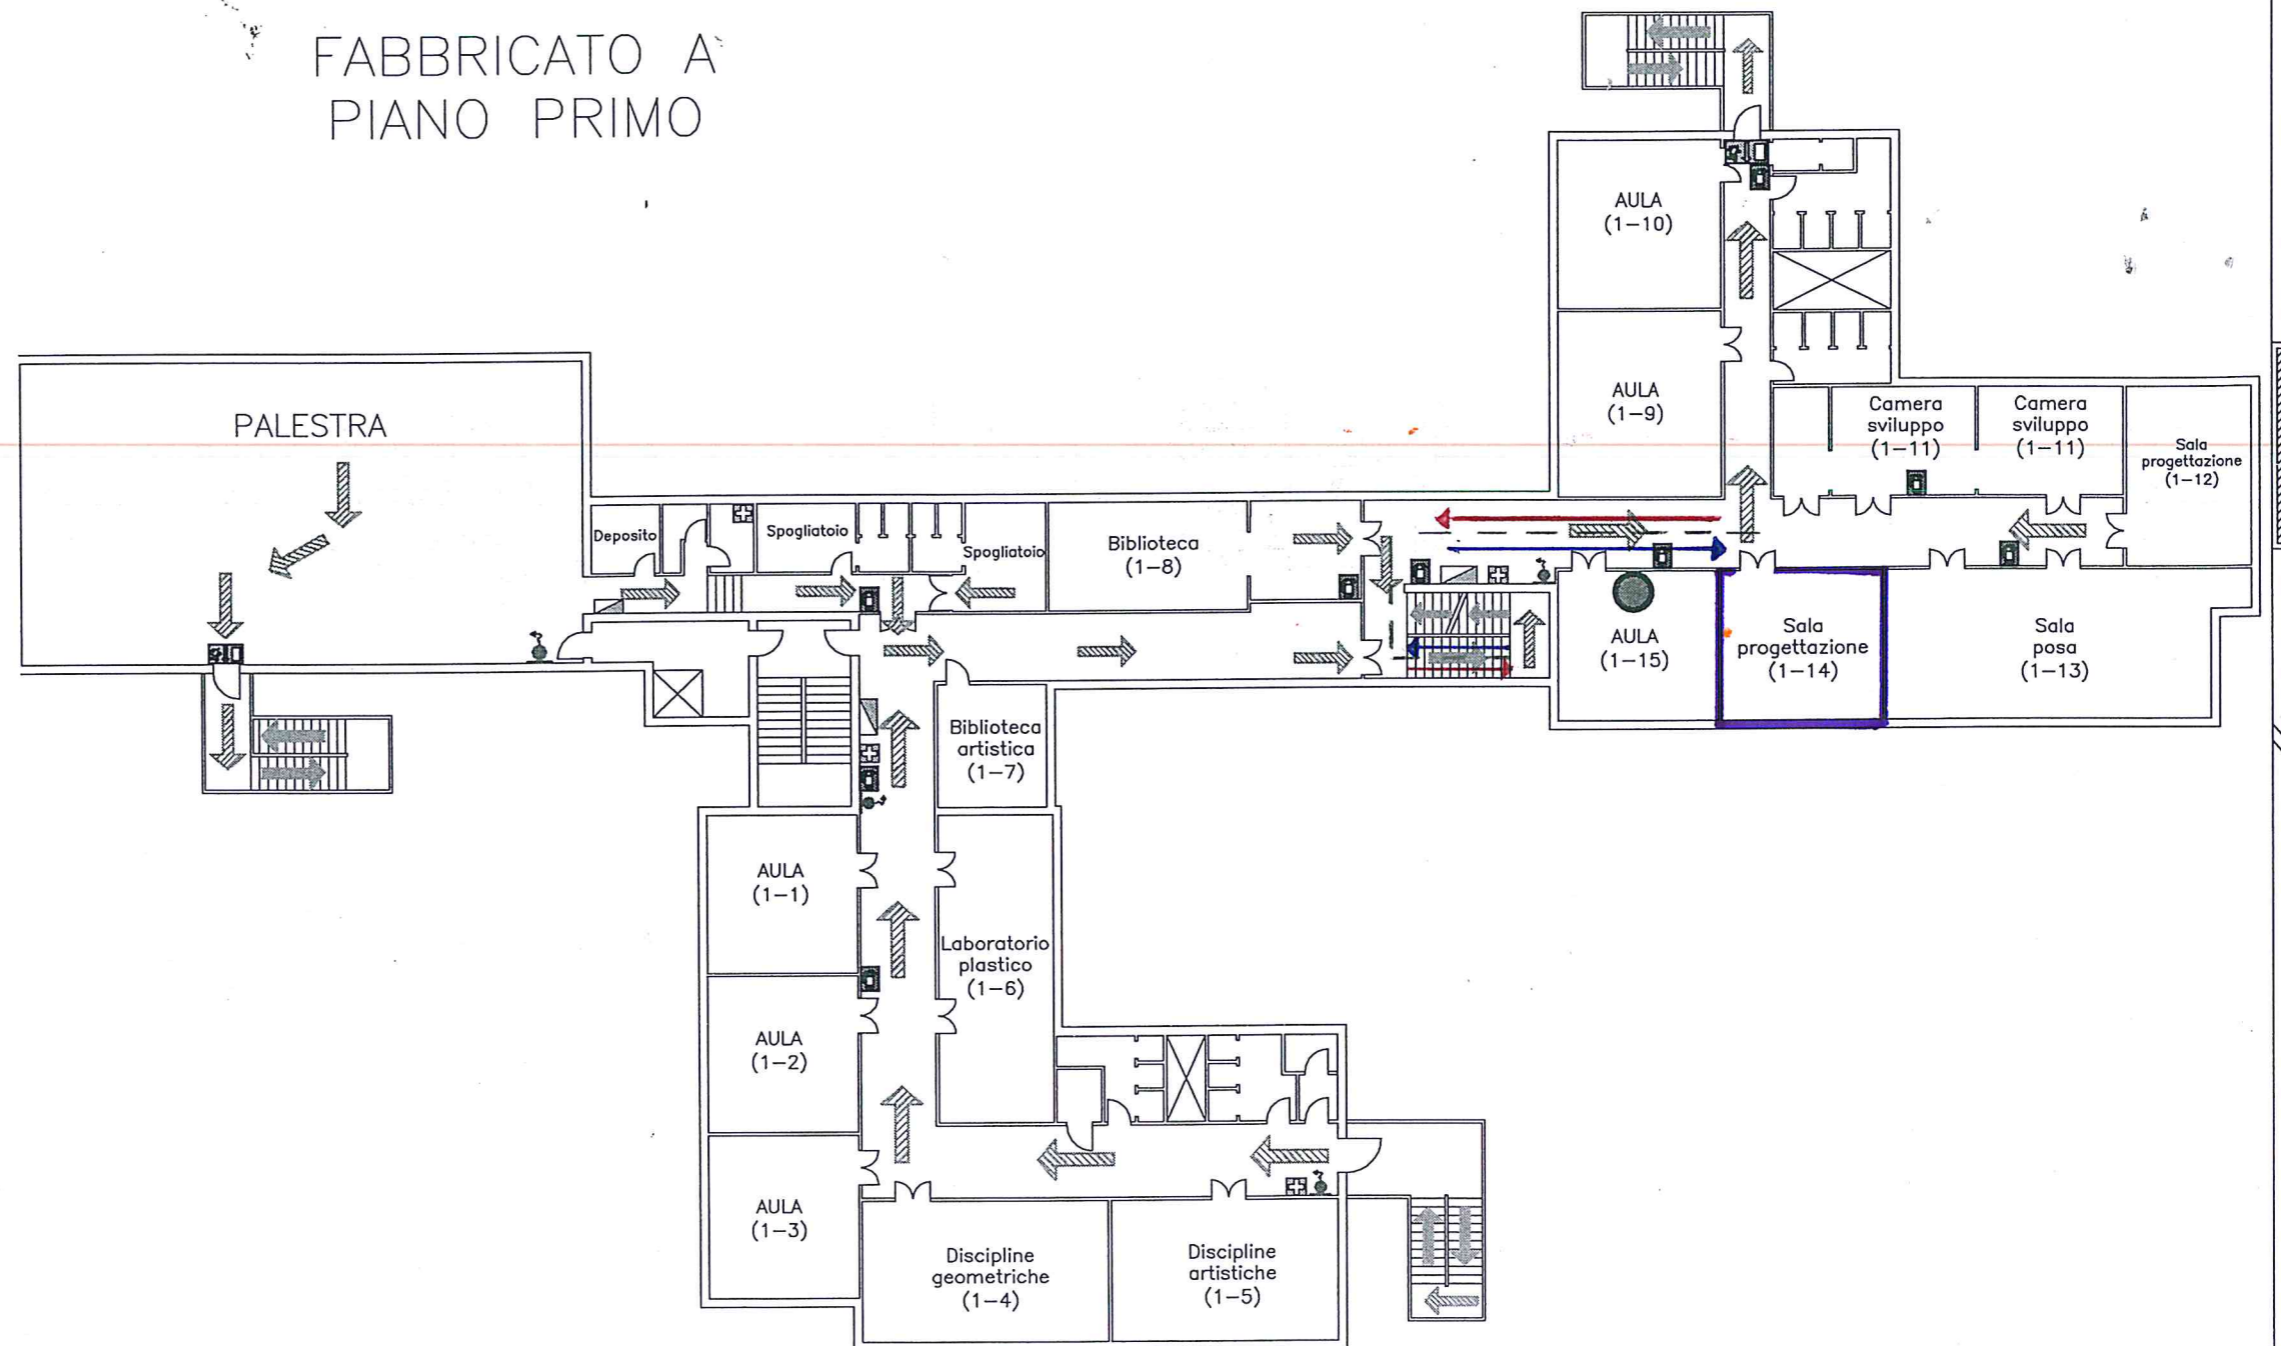 FABBRICATO A
PIANO PRIMO
AULA
(1-10)
AULA
(1-9)
PALESTRA
Camera
sviluppo
(1-11)
Camera
sviluppo
(1-11)
Sala
progettazione
(1-12)
Deposito
Spogliatoio
Spogliatoio
Biblioteca
(1-8)
AULA
(1-15)
Sala
progettazione
(1-14)
Sala
posa
(1-13)
Biblioteca
artistica
(1-7)
AULA
(1-1)
Laboratorio
plastico
(1-6)
AULA
(1-2)
AULA
(1-3)
Discipline
geometriche
(1-4)
Discipline
artistiche
(1-5)